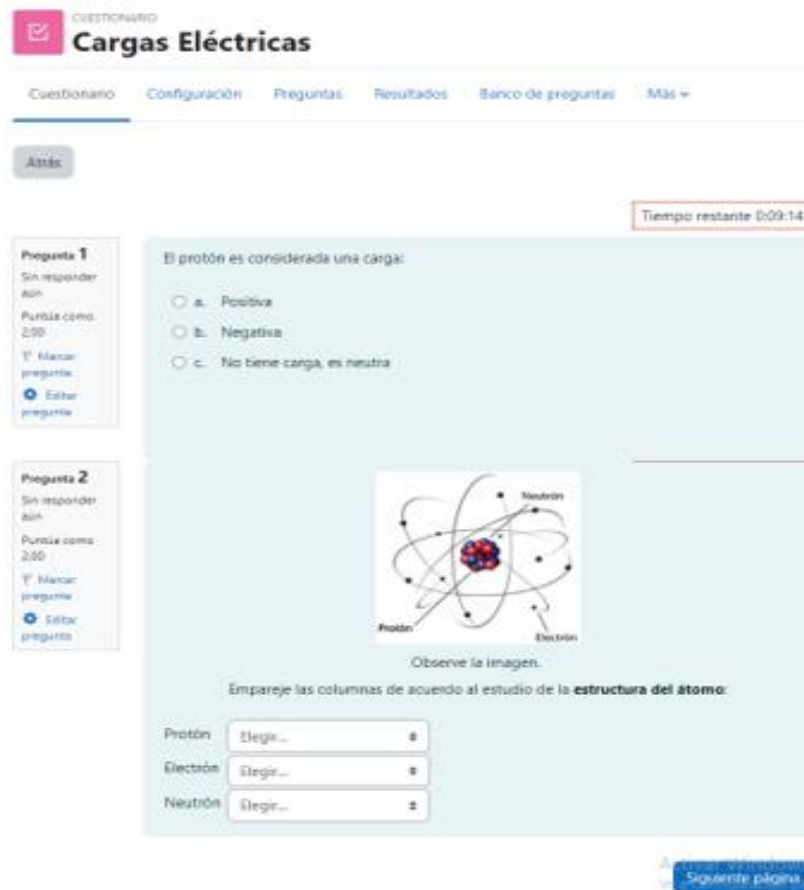 CUESTIONARIO
Cargas Eléctricas
Cuestionario Configuración Preguntas Resultados Banco de preguntas Más
Atrás
Tiempo restante 0:09:14
Pregunta 1
Sin responder
aún
Puntúa como
2,00
Marcar
pregunta
Editar
pregunta
El protón es considerada una carga:
a. Positiva
b. Negativa
c. No tiene carga, es neutra
Pregunta 2
Sin responder
aún
Puntúa como
2,00
Marcar
pregunta
Editar
pregunta
Neutrón
Protón
Electrón
Observe la imagen.
Empareje las columnas de acuerdo al estudio de la estructura del átomo:
Protón Elegir...
Electrón Elegir...
Neutrón Elegir...
Activar Windows
Siguiente página